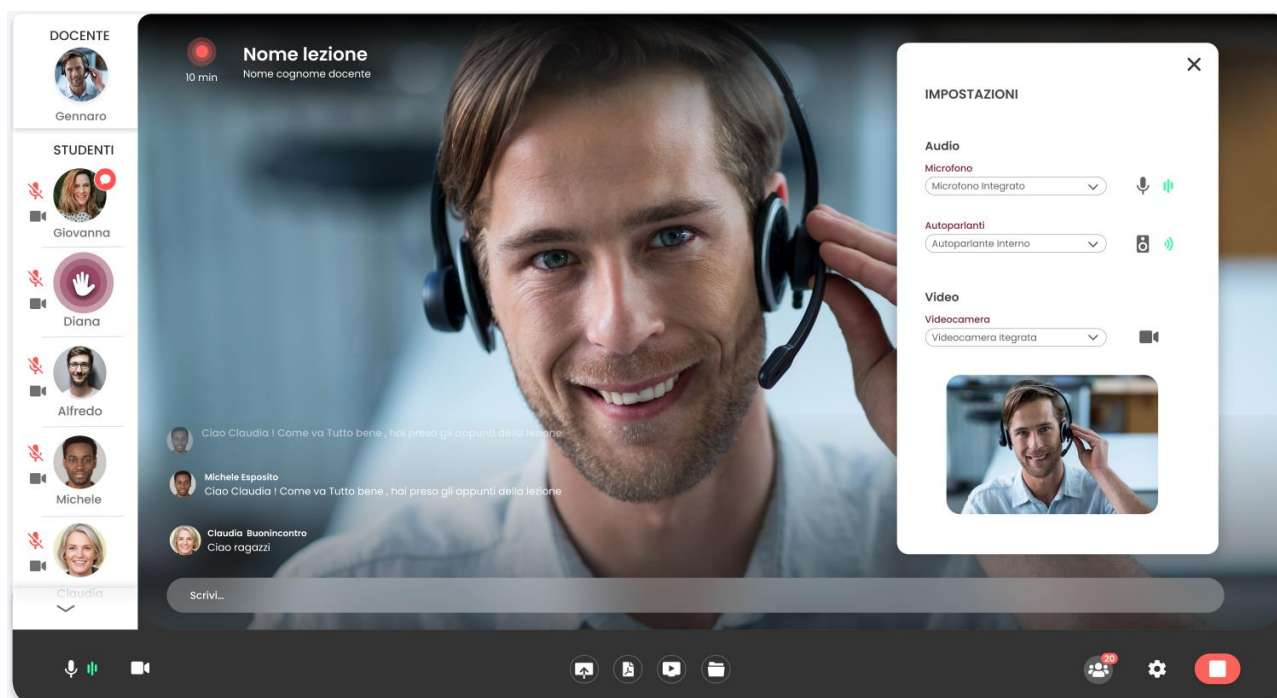 DOCENTE
Gennaro
STUDENTI
Giovanna
Diana
Alfredo
Michele
Claudia
10 min
Nome lezione
Nome cognome docente
Ciao Claudia ! Come va Tutto bene , hai preso gli appunti della lezione
Michele Esposito
Ciao Claudia ! Come va Tutto bene , hai preso gli appunti della lezione
Claudia Buonincontro
Ciao ragazzi
Scrivi...
IMPOSTAZIONI
Audio
Microfono
Microfono Integrato
Autoparlanti
Autoparlante Interno
Video
Videocamera
Videocamera Itegrata
20